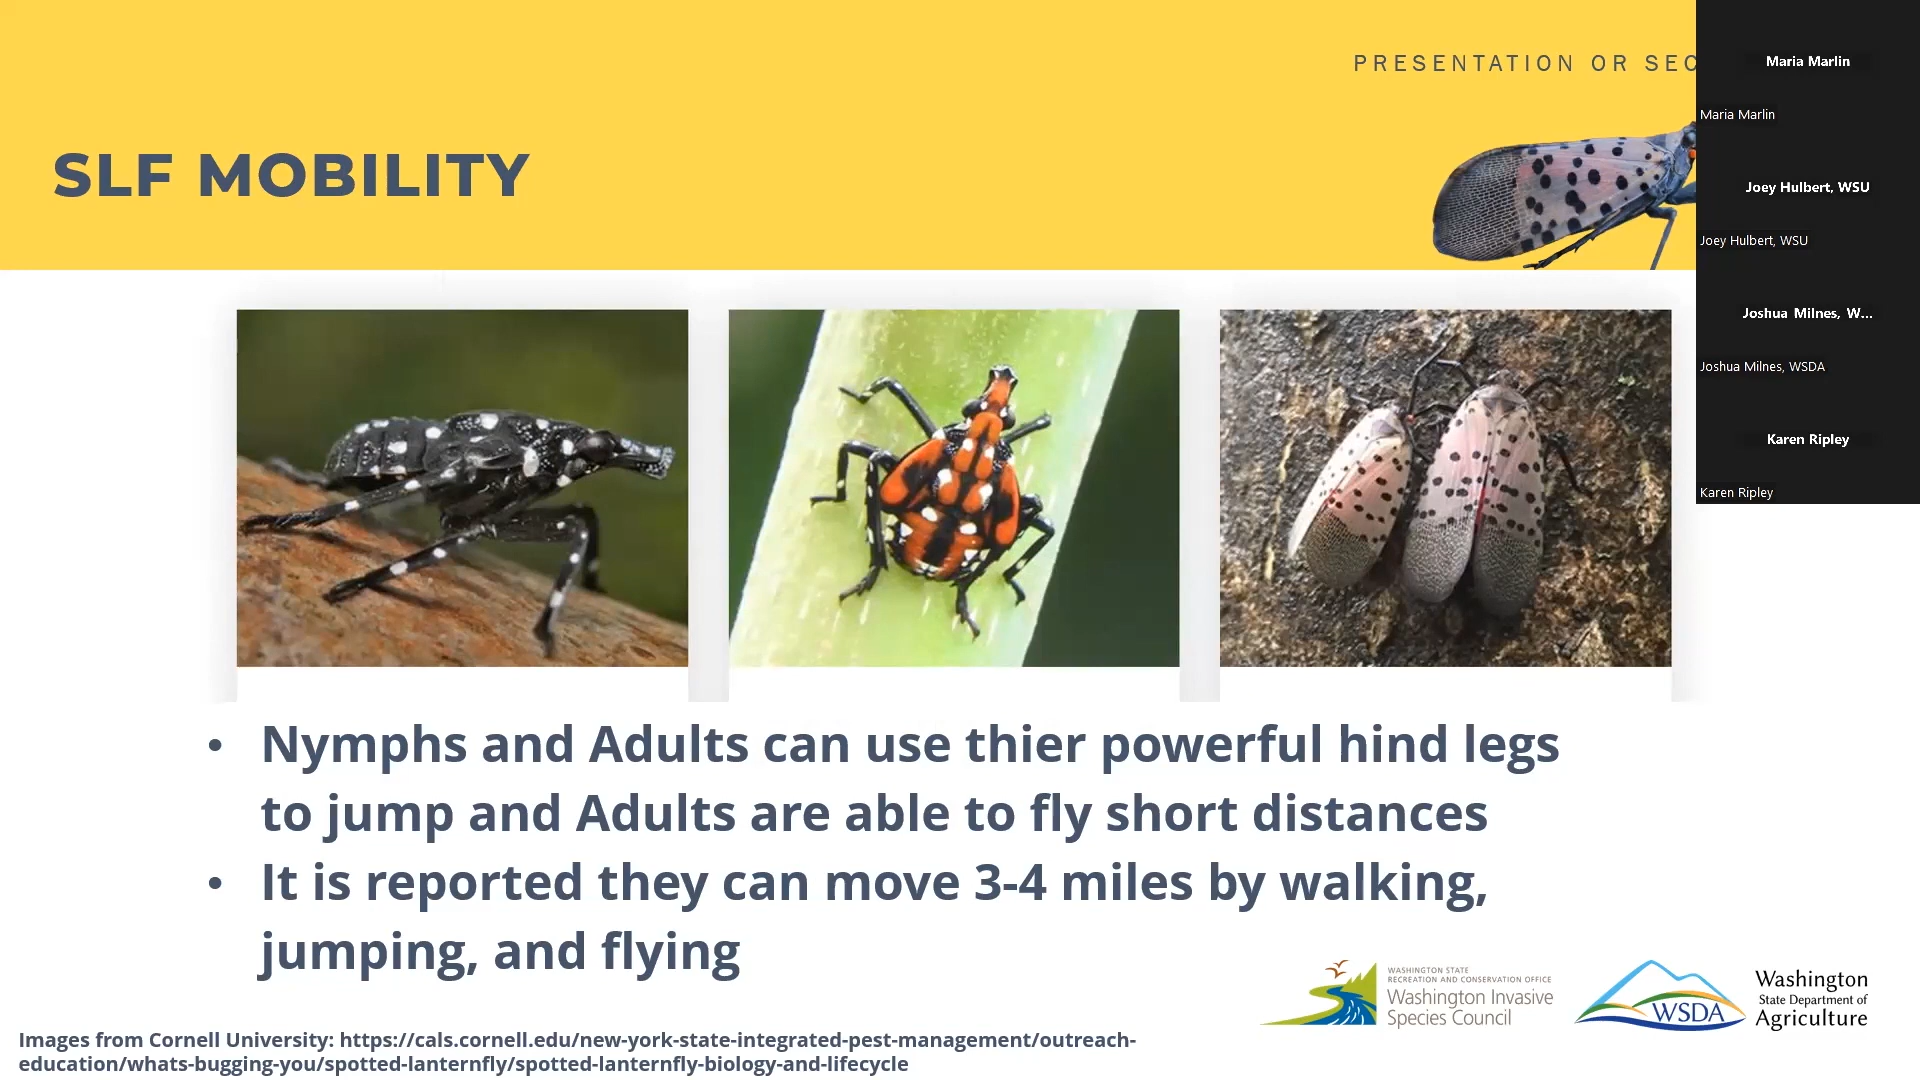 PRESENTATION OR SEC
SLF MOBILITY
Maria Marlin
Maria Marlin
Joey Hulbert, WSU
Joey Hulbert, WSU
Joshua Milnes, W...
Joshua Milnes, WSDA
Karen Ripley
Karen Ripley
• Nymphs and Adults can use thier powerful hind legs
to jump and Adults are able to fly short distances
• It is reported they can move 3-4 miles by walking,
jumping, and flying
WASHINGTON STATE
RECREATION AND CONSERVATION OFFICE
Washington Invasive
Species Council
WSDA
Washington
State Department of
Agriculture
Images from Cornell University: https://cals.cornell.edu/new-york-state-integrated-pest-management/outreach-
education/whats-bugging-you/spotted-lanternfly/spotted-lanternfly-biology-and-lifecycle